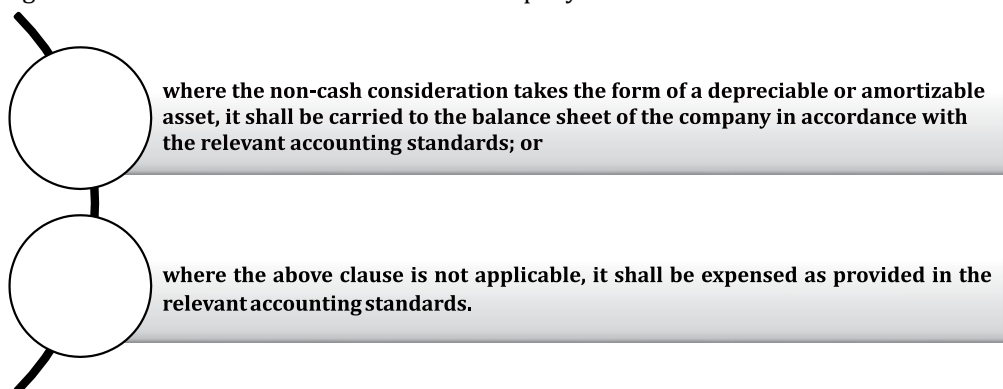 where the non-cash consideration takes the form of a depreciable or amortizable
asset, it shall be carried to the balance sheet of the company in accordance with
the relevant accounting standards; or
where the above clause is not applicable, it shall be expensed as provided in the
relevant accounting standards.